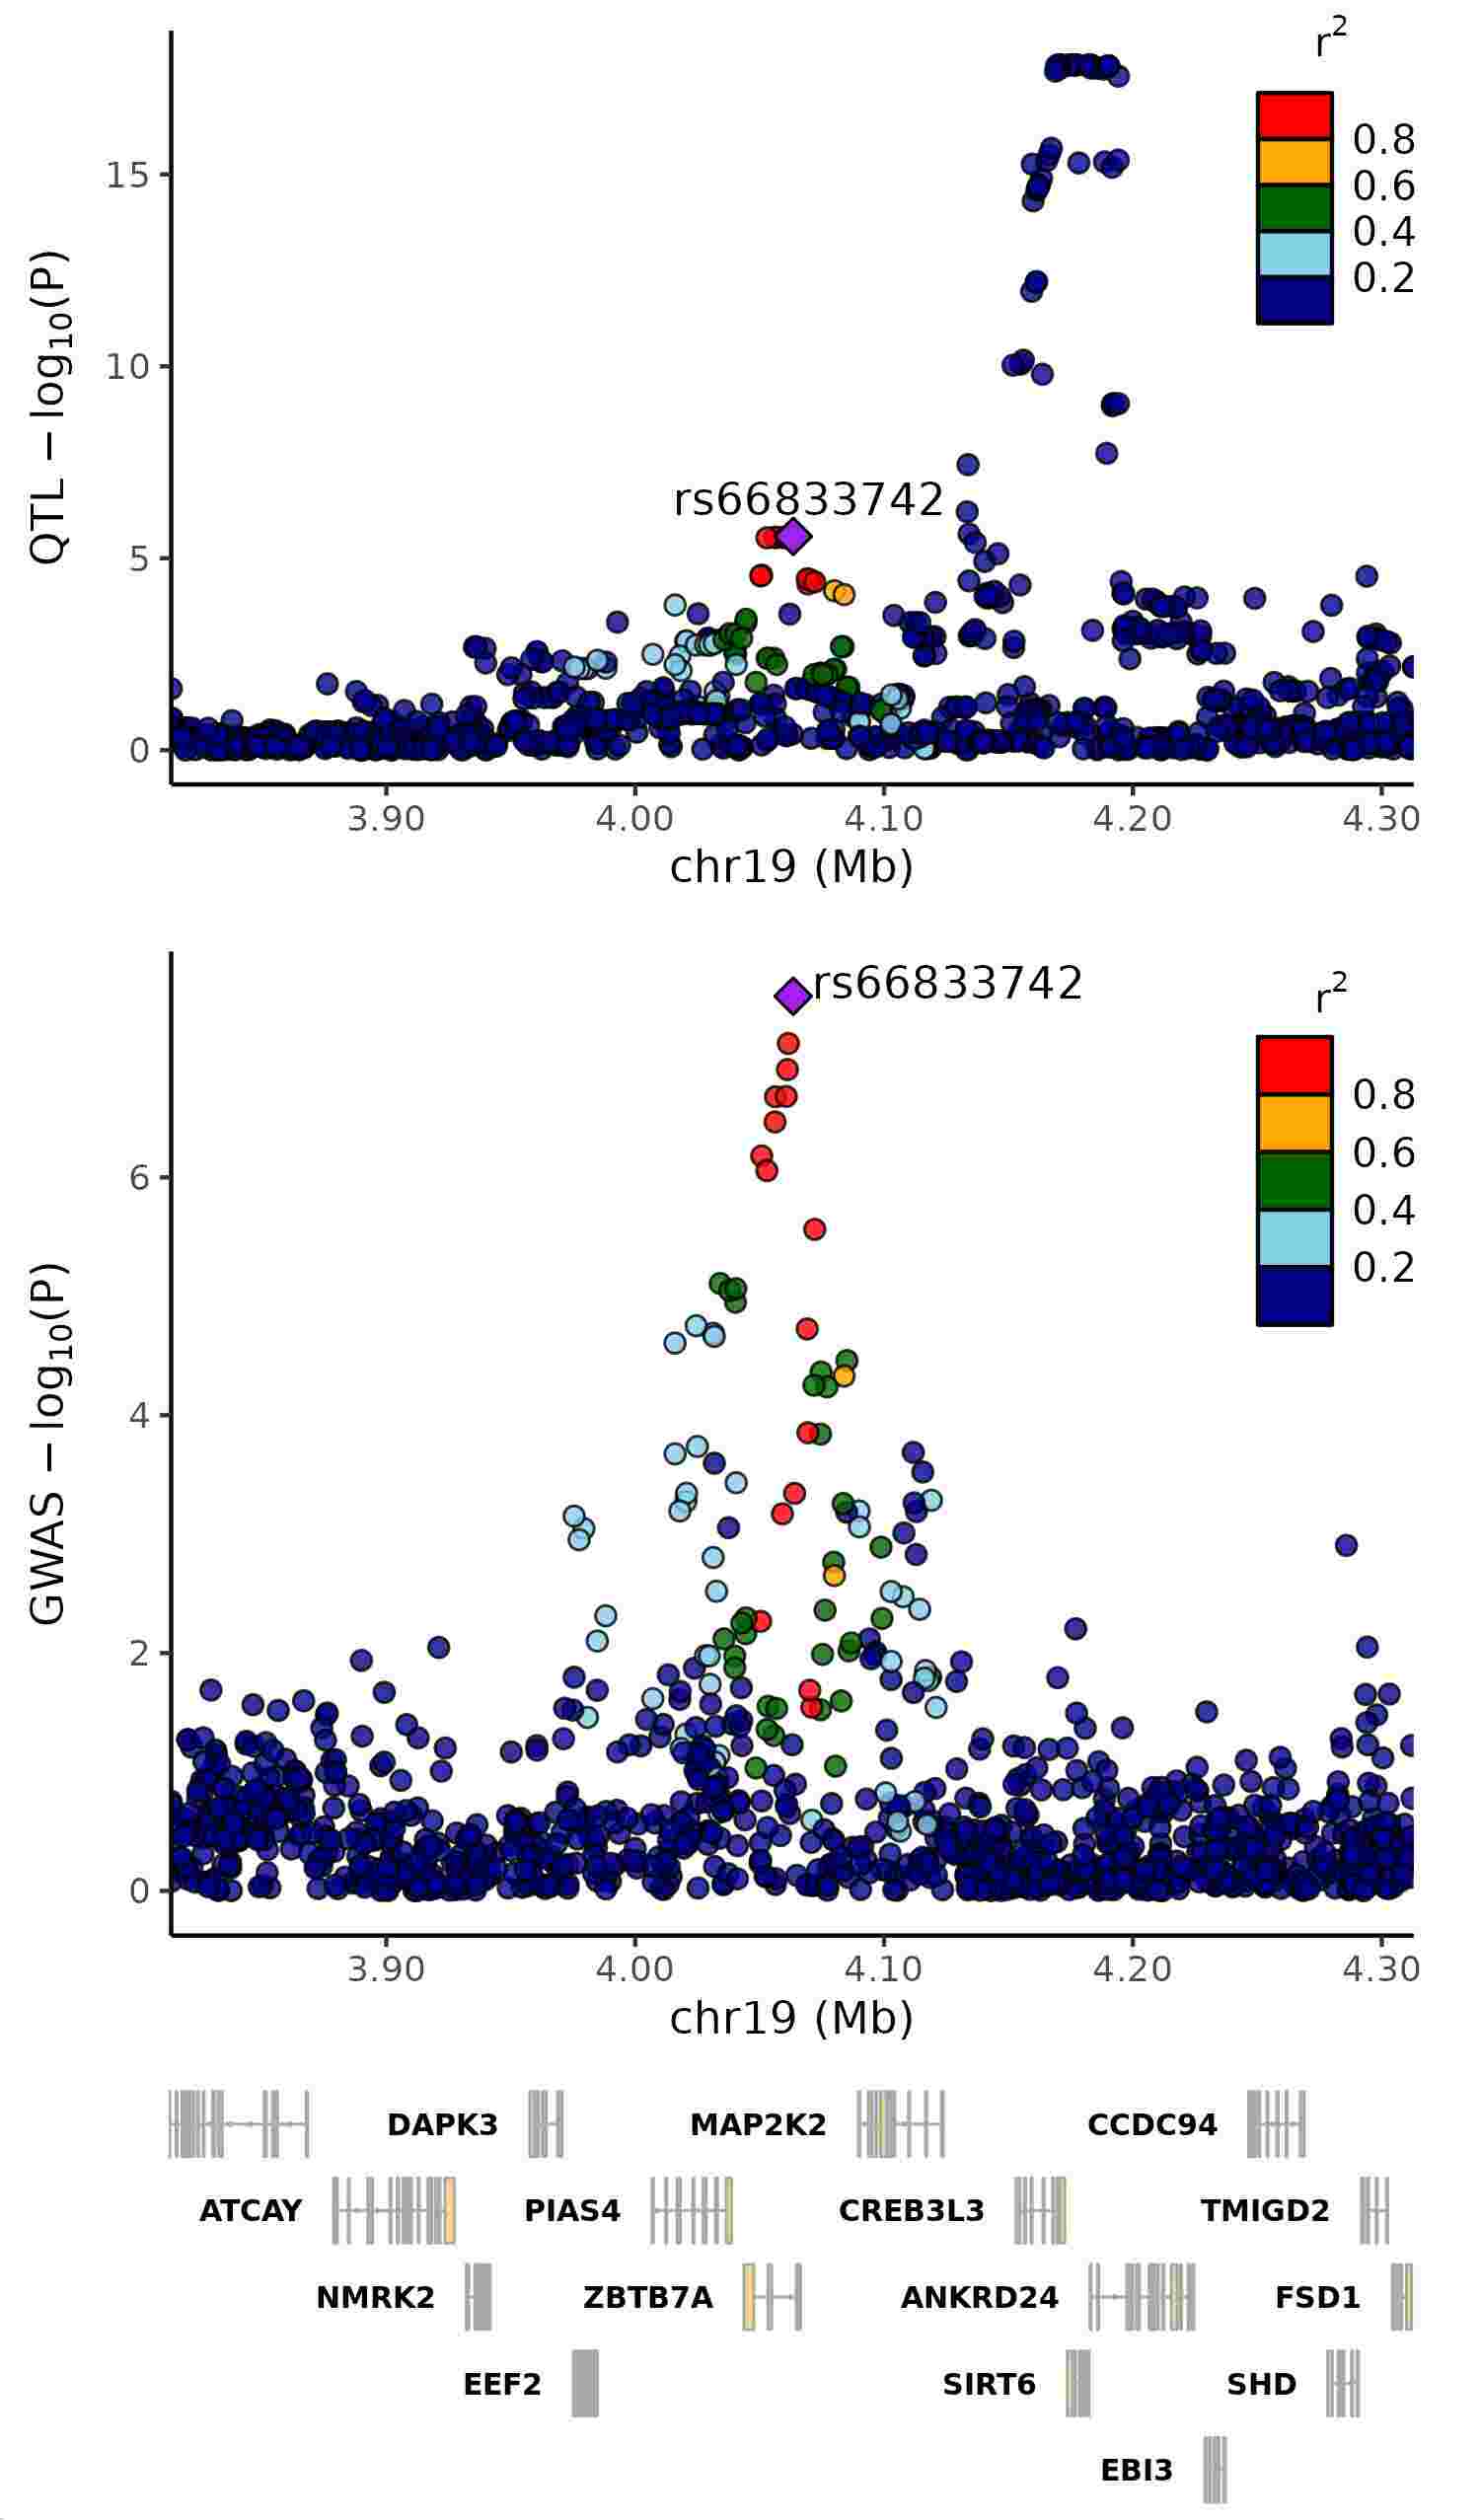 r2
0.8
0.6
0.4
0.2
15
10
5
0
QTL − log10(P)
rs66833742
3.90 4.00 4.10 4.20 4.30
chr19 (Mb)
rs66833742
r2
0.8
0.6
0.4
0.2
6
4
2
0
GWAS − log10(P)
3.90 4.00 4.10 4.20 4.30
chr19 (Mb)
DAPK3 MAP2K2 CCDC94
ATCAY PIAS4 CREB3L3 TMIGD2
NMRK2 ZBTB7A ANKRD24 FSD1
EEF2 SIRT6 SHD
EBI3